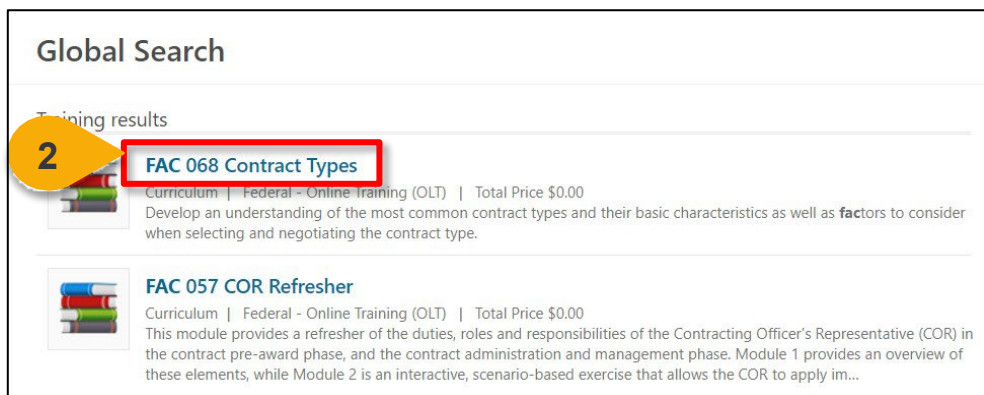 Global Search
Training results
2
FAC 068 Contract Types
Curriculum | Federal - Online Training (OLT) | Total Price $0.00
Develop an understanding of the most common contract types and their basic characteristics as well as factors to consider
when selecting and negotiating the contract type.
FAC 057 COR Refresher
Curriculum | Federal - Online Training (OLT) | Total Price $0.00
This module provides a refresher of the duties, roles and responsibilities of the Contracting Officer's Representative (COR) in
the contract pre-award phase, and the contract administration and management phase. Module 1 provides an overview of
these elements, while Module 2 is an interactive, scenario-based exercise that allows the COR to apply im...